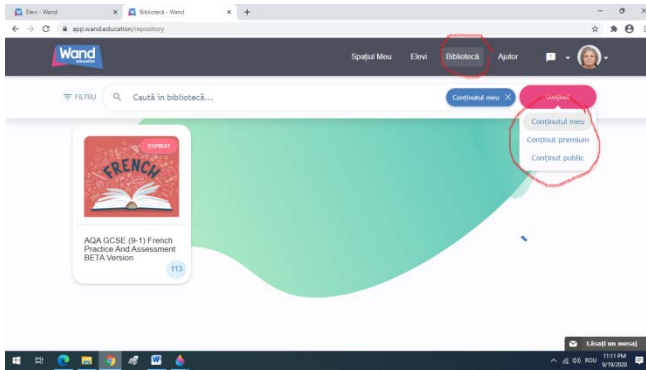 Elevi - Wand
Bibliotecă - Wand
app.wand.education/repository
Wand
education
Spațiul Meu Elevi Bibliotecă Ajutor
FILTRU Caută în bibliotecă... Conținutul meu X Conținut
Conținutul meu
Conținut premium
Conținut public
EXPIRAT
FRENCH
AQA GCSE (9-1) French
Practice And Assessment
BETA Version
113
Lăsați un mesaj
ROU 11:11 PM
9/19/2020